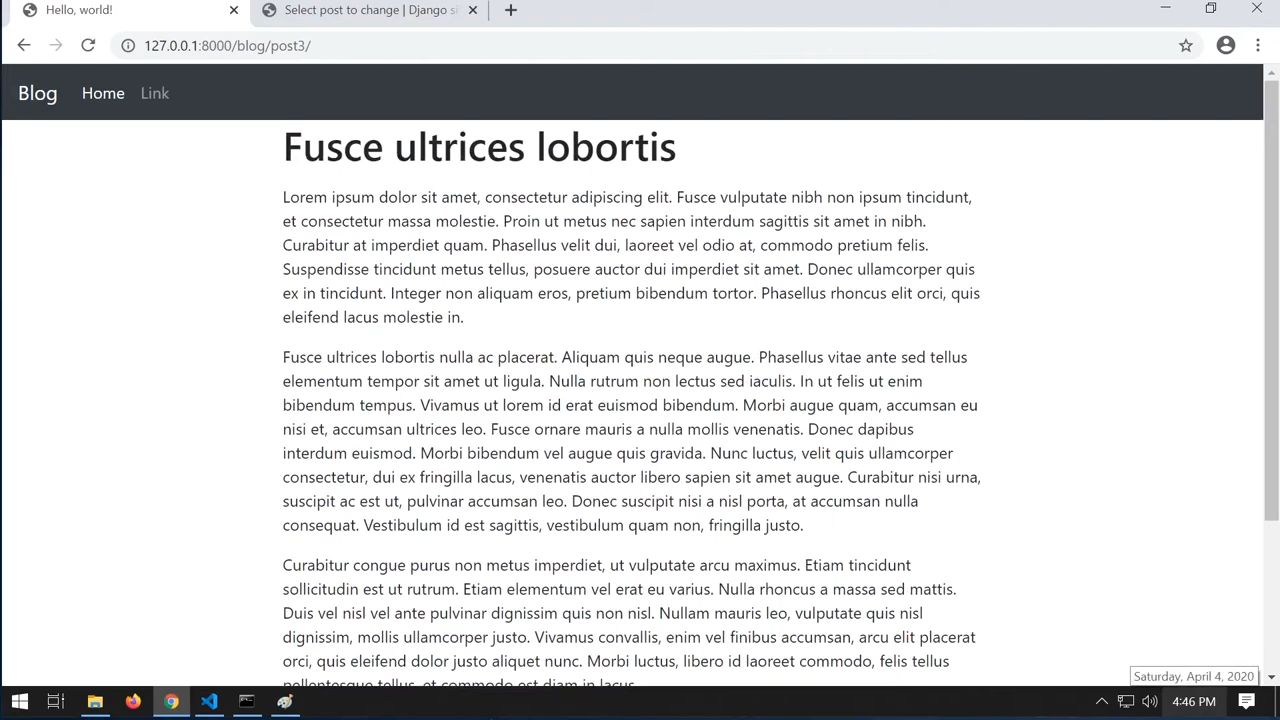 Hello, world!
Select post to change | Django si
127.0.0.1:8000/blog/post3/
Blog Home Link
Fusce ultrices lobortis
Lorem ipsum dolor sit amet, consectetur adipiscing elit. Fusce vulputate nibh non ipsum tincidunt,
et consectetur massa molestie. Proin ut metus nec sapien interdum sagittis sit amet in nibh.
Curabitur at imperdiet quam. Phasellus velit dui, laoreet vel odio at, commodo pretium felis.
Suspendisse tincidunt metus tellus, posuere auctor dui imperdiet sit amet. Donec ullamcorper quis
ex in tincidunt. Integer non aliquam eros, pretium bibendum tortor. Phasellus rhoncus elit orci, quis
eleifend lacus molestie in.
Fusce ultrices lobortis nulla ac placerat. Aliquam quis neque augue. Phasellus vitae ante sed tellus
elementum tempor sit amet ut ligula. Nulla rutrum non lectus sed iaculis. In ut felis ut enim
bibendum tempus. Vivamus ut lorem id erat euismod bibendum. Morbi augue quam, accumsan eu
nisi et, accumsan ultrices leo. Fusce ornare mauris a nulla mollis venenatis. Donec dapibus
interdum euismod. Morbi bibendum vel augue quis gravida. Nunc luctus, velit quis ullamcorper
consectetur, dui ex fringilla lacus, venenatis auctor libero sapien sit amet augue. Curabitur nisi urna,
suscipit ac est ut, pulvinar accumsan leo. Donec suscipit nisi a nisl porta, at accumsan nulla
consequat. Vestibulum id est sagittis, vestibulum quam non, fringilla justo.
Curabitur congue purus non metus imperdiet, ut vulputate arcu maximus. Etiam tincidunt
sollicitudin est ut rutrum. Etiam elementum vel erat eu varius. Nulla rhoncus a massa sed mattis.
Duis vel nisl vel ante pulvinar dignissim quis non nisl. Nullam mauris leo, vulputate quis nisl
dignissim, mollis ullamcorper justo. Vivamus convallis, enim vel finibus accumsan, arcu elit placerat
orci, quis eleifend dolor justo aliquet nunc. Morbi luctus, libero id laoreet commodo, felis tellus
pellentesque tellus, et commodo est diam in lacus.
Saturday, April 4, 2020
4:46 PM